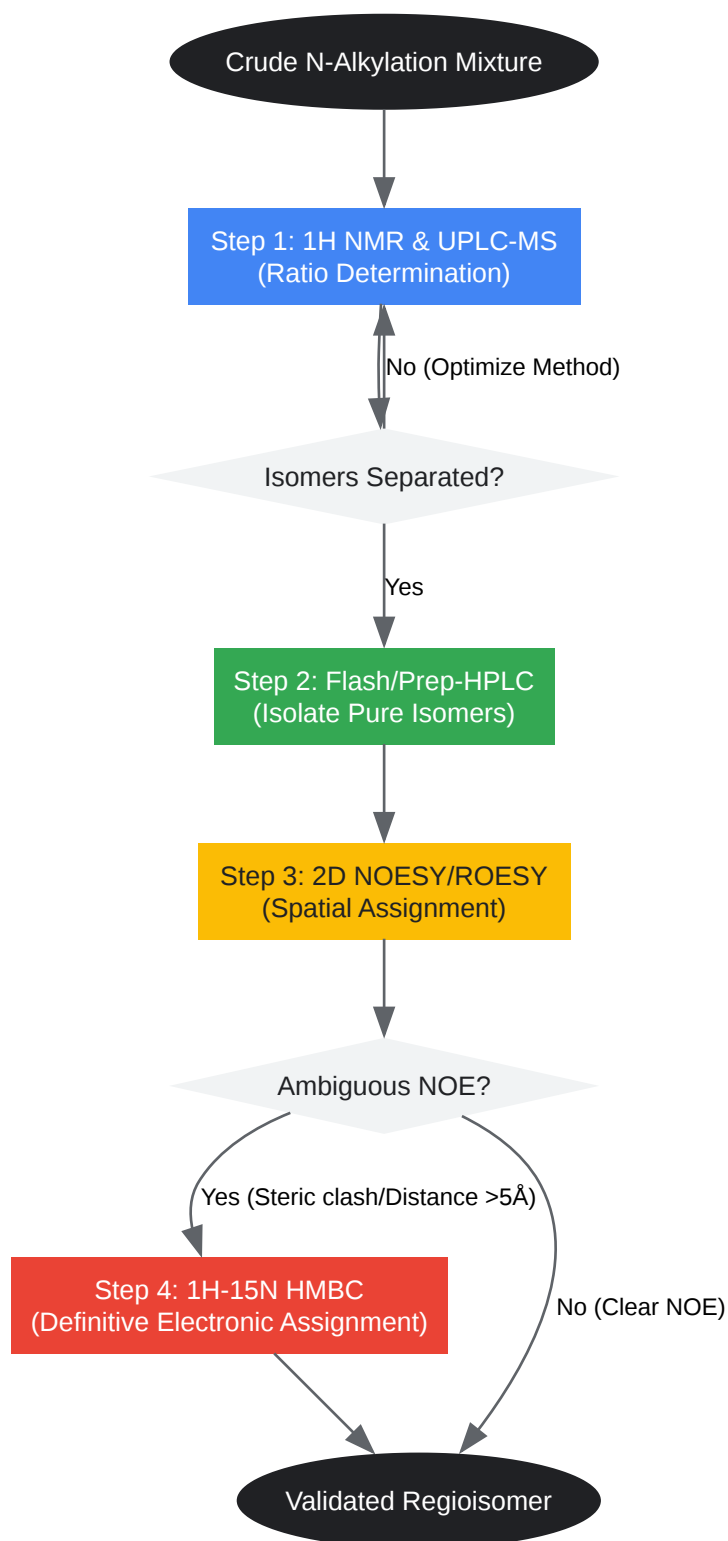 Crude N-Alkylation Mixture
Step 1: 1H NMR & UPLC-MS
(Ratio Determination)
No (Optimize Method)
Isomers Separated?
Yes
Step 2: Flash/Prep-HPLC
(Isolate Pure Isomers)
Step 3: 2D NOESY/ROESY
(Spatial Assignment)
Ambiguous NOE?
Yes (Steric clash/Distance >5Å)
Step 4: 1H-15N HMBC
(Definitive Electronic Assignment)
No (Clear NOE)
Validated Regioisomer